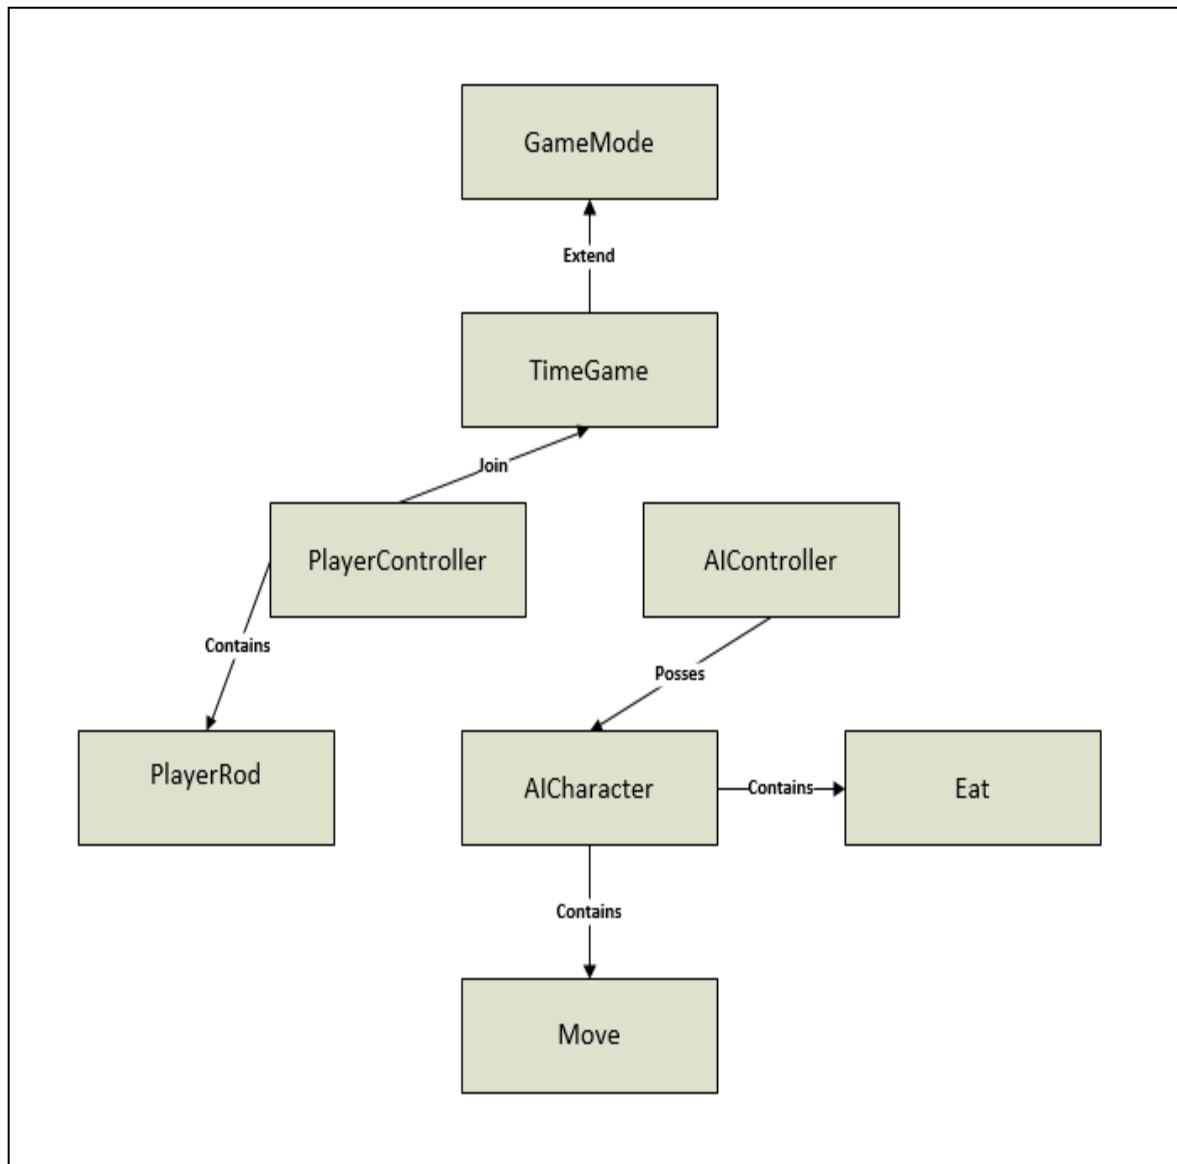 GameMode
Extend
TimeGame
Join
PlayerController
AIController
Contains
Posses
PlayerRod
AICharacter
Contains
Eat
Contains
Move